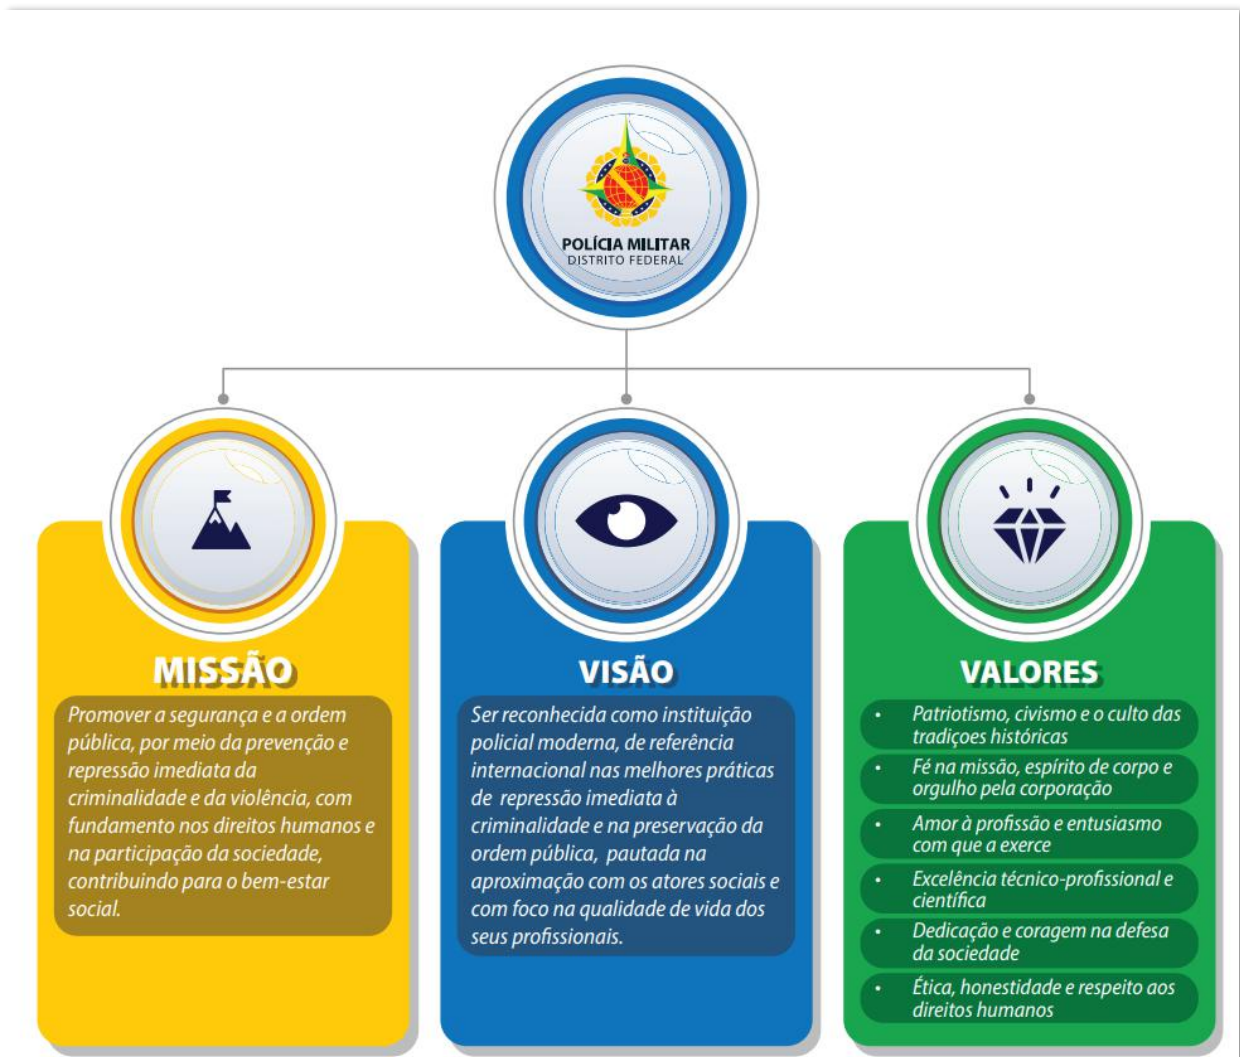 POLÍCIA MILITAR
DISTRITO FEDERAL
MISSÃO
Promover a segurança e a ordem
pública, por meio da prevenção e
repressão imediata da
criminalidade e da violência, com
fundamento nos direitos humanos e
na participação da sociedade,
contribuindo para o bem-estar
social.
VISÃO
Ser reconhecida como instituição
policial moderna, de referência
internacional nas melhores práticas
de repressão imediata à
criminalidade e na preservação da
ordem pública, pautada na
aproximação com os atores sociais e
com foco na qualidade de vida dos
seus profissionais.
VALORES
• Patriotismo, civismo e o culto das
tradiçoes históricas
• Fé na missão, espírito de corpo e
orgulho pela corporação
• Amor à profissão e entusiasmo
com que a exerce
• Excelência técnico-profissional e
científica
• Dedicação e coragem na defesa
da sociedade
• Ética, honestidade e respeito aos
direitos humanos